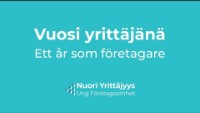 Vuosi yrittäjänä
Ett år som företagare
Nuori Yrittäjyys
Ung Företagsamhet